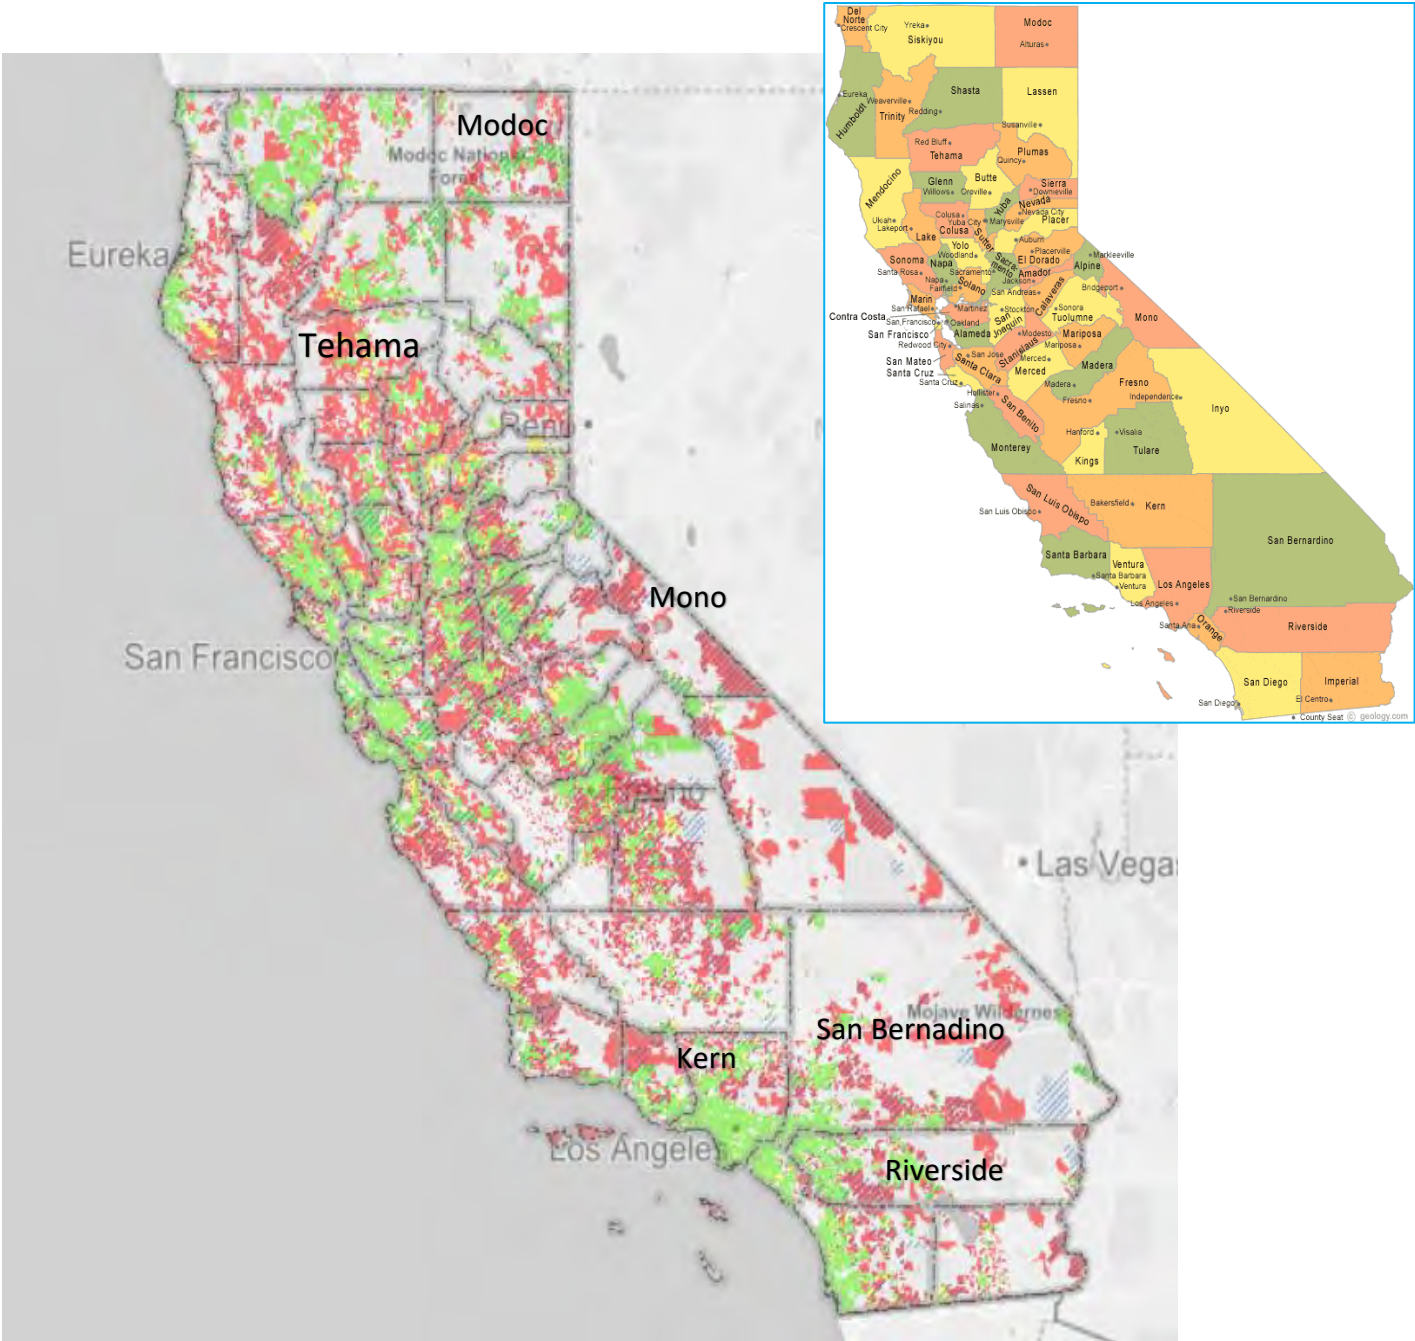 Modoc
Modoc Nationa
Forest
Eureka
Tehama
Reno
Mono
San Francisco
Las Vega
Mojave Wildernes
San Bernadino
Kern
Los Angele
Riverside
Del
Norte
Crescent City
Yreka
Siskiyou
Modoc
Alturas
Eureka
Humboldt
Weaverville
Trinity
Shasta
Redding
Lassen
Susanville
Red Bluff
Tehama
Plumas
Quincy
Mendocino
Glenn
Willows
Butte
Oroville
Sierra
Downieville
Yuba
Nevada
Nevada City
Placer
Ukiah
Lakeport
Lake
Colusa
Colusa
Yuba City
Marysville
Sutter
Auburn
Placerville
El Dorado
Yolo
Woodland
Sonoma
Santa Rosa
Napa
Napa
Sacramento
Sacra-
mento
Amador
Jackson
Alpine
Markleeville
Fairfield
Solano
San Andreas
Calaveras
Bridgeport
Marin
San Rafael
Martinez
Stockton
Sonora
Tuolumne
Mono
Contra Costa
San Francisco
Oakland
San
Joaquin
San Francisco
Alameda
Modesto
Mariposa
Mariposa
Redwood City
Stanislaus
San Mateo
San Jose
Santa Clara
Merced
Merced
Madera
Santa Cruz
Santa Cruz
Madera
Fresno
Fresno
Independence
Hollister
San Benito
Salinas
Inyo
Monterey
Hanford
Kings
Visalia
Tulare
San Luis Obispo
San Luis Obispo
Bakersfield
Kern
San Bernardino
Santa Barbara
Santa Barbara
Ventura
Ventura
Los Angeles
Los Angeles
San Bernardino
Riverside
Santa Ana
Orange
Riverside
San Diego
San Diego
Imperial
El Centro
County Seat © geology.com